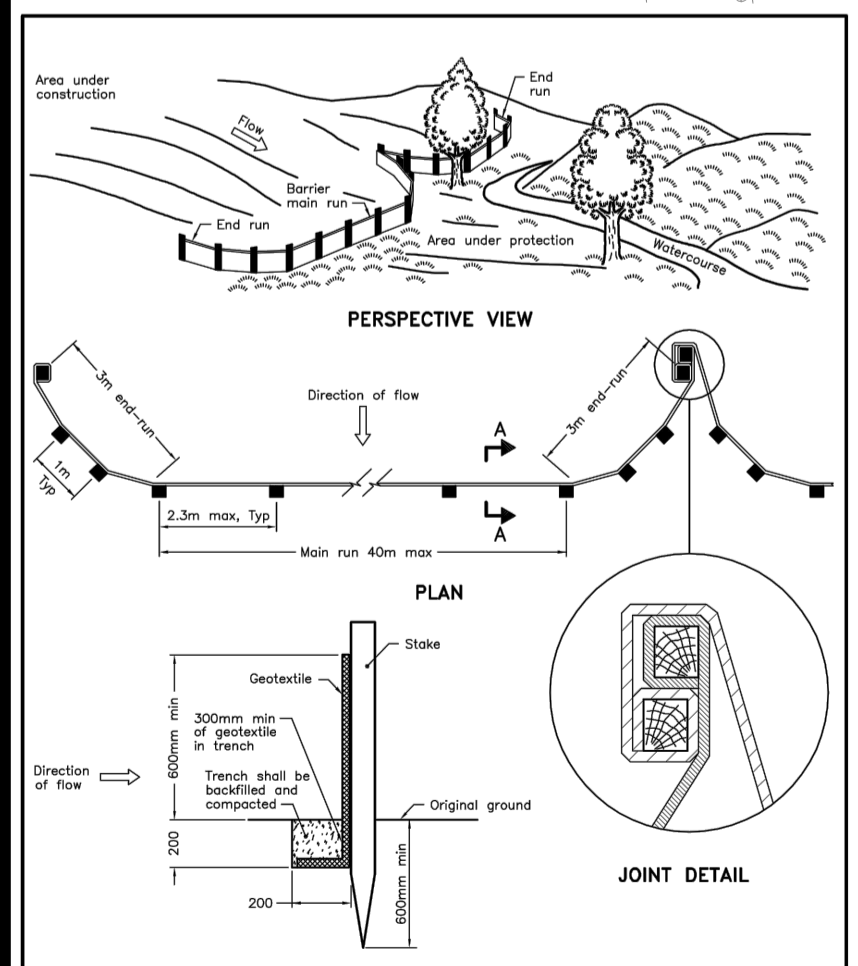 Area under
construction
Flow
End
run
Barrier
main run
End run
Area under protection
Watercourse
PERSPECTIVE VIEW
3m end-run
1m
Typ
Direction of flow
3m end-run
A
A
2.3m max, Typ
Main run 40m max
PLAN
Stake
Geotextile
600mm min
300mm min
of geotextile
in trench
Direction
of flow
Trench shall be
backfilled and
compacted
Original ground
200
200
600mm min
JOINT DETAIL